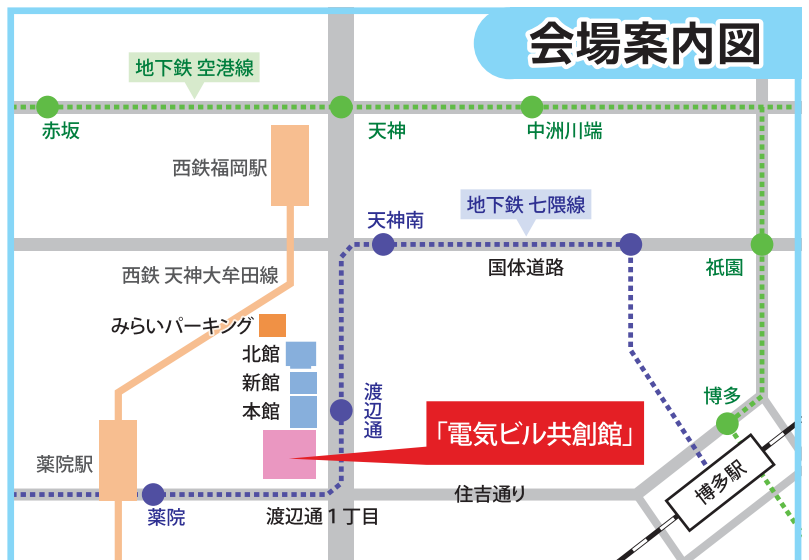 会場案内図
地下鉄 空港線
赤坂
天神
中洲川端
西鉄福岡駅
地下鉄 七隈線
天神南
西鉄 天神大牟田線
国体道路
祇園
みらいパーキング
北館
新館
本館
渡辺通
博多
「電気ビル共創館」
薬院駅
博多駅
薬院
渡辺通1丁目
住吉通り